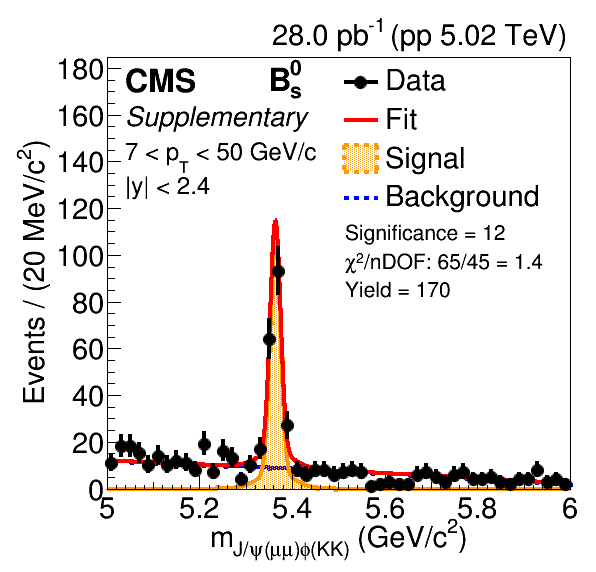 28.0 pb⁻¹ (pp 5.02 TeV)
CMS
B⁰ₛ
Supplementary
7 < p_T < 50 GeV/c
|y| < 2.4
Data
Fit
Signal
Background
Significance = 12
χ²/nDOF: 65/45 = 1.4
Yield = 170
Events / (20 MeV/c²)
180
160
140
120
100
80
60
40
20
0
5 5.2 5.4 5.6 5.8 6
m_J/ψ(μμ)ϕ(KK) (GeV/c²)